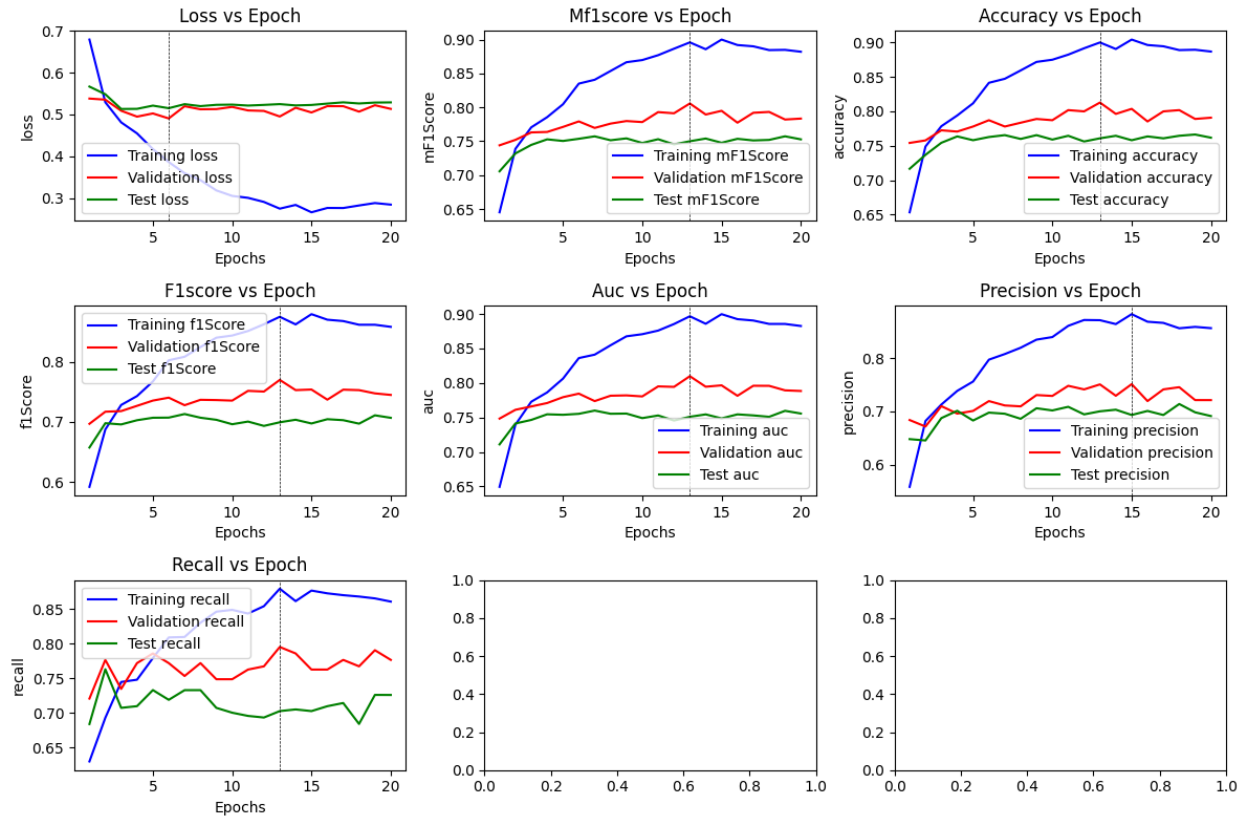 Loss vs Epoch
0.7
0.6
0.5
0.4
0.3
loss
Training loss
Validation loss
Test loss
5
10
15
20
Epochs
Mf1score vs Epoch
0.90
0.85
0.80
0.75
0.70
0.65
mF1Score
Training mF1Score
Validation mF1Score
Test mF1Score
5
10
15
20
Epochs
Accuracy vs Epoch
0.90
0.85
0.80
0.75
0.70
0.65
accuracy
Training accuracy
Validation accuracy
Test accuracy
5
10
15
20
Epochs
F1score vs Epoch
0.8
0.7
0.6
f1Score
Training f1Score
Validation f1Score
Test f1Score
5
10
15
20
Epochs
Auc vs Epoch
0.90
0.85
0.80
0.75
0.70
0.65
auc
Training auc
Validation auc
Test auc
5
10
15
20
Epochs
Precision vs Epoch
0.8
0.7
0.6
precision
Training precision
Validation precision
Test precision
5
10
15
20
Epochs
Recall vs Epoch
0.85
0.80
0.75
0.70
0.65
recall
Training recall
Validation recall
Test recall
5
10
15
20
Epochs
1.0
0.8
0.6
0.4
0.2
0.0
0.0
0.2
0.4
0.6
0.8
1.0
1.0
0.8
0.6
0.4
0.2
0.0
0.0
0.2
0.4
0.6
0.8
1.0